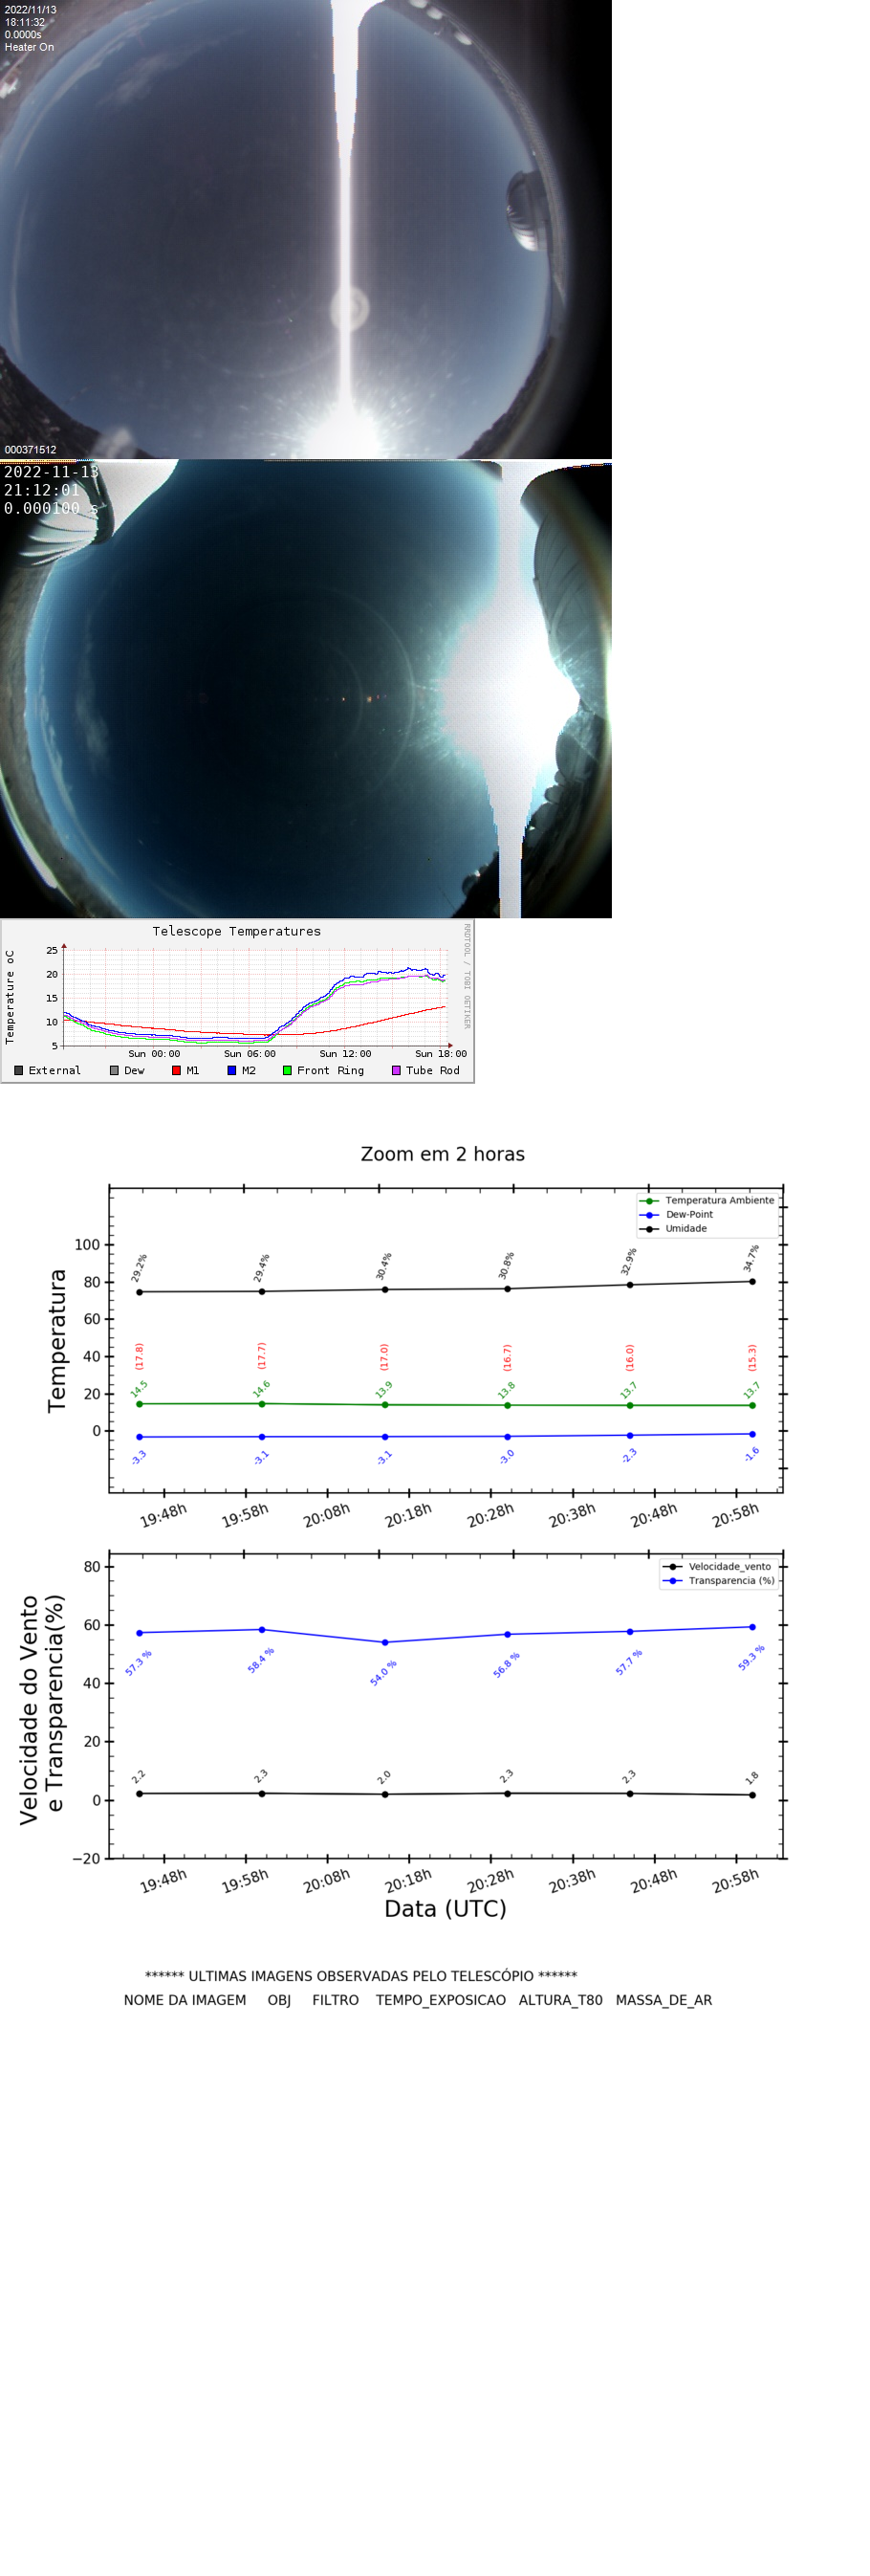 2022/11/13
18:11:32
0.0000s
Heater On
000371512
2022-11-13
21:12:01
0.000100 s
Telescope Temperatures
RRDTOOL / TOBI OETIKER
Temperature oC
25
20
15
10
5
Sun 00:00 Sun 06:00 Sun 12:00 Sun 18:00
External Dew M1 M2 Front Ring Tube Rod
Zoom em 2 horas
Temperatura Ambiente
Dew-Point
Umidade
Temperatura
100
80
60
40
20
0
29.2% 29.4% 30.4% 30.8% 32.9% 34.7%
(17.8) (17.7) (17.0) (16.7) (16.0) (15.3)
14.5 14.6 13.9 13.8 13.7 13.7
-3.3 -3.1 -3.1 -3.0 -2.3 -1.6
19:48h 19:58h 20:08h 20:18h 20:28h 20:38h 20:48h 20:58h
Velocidade_vento
Transparencia (%)
Velocidade do Vento
e Transparencia(%)
80
60
40
20
0
−20
57.3 % 58.4 % 54.0 % 56.8 % 57.7 % 59.3 %
2.2 2.3 2.0 2.3 2.3 1.8
19:48h 19:58h 20:08h 20:18h 20:28h 20:38h 20:48h 20:58h
Data (UTC)
****** ULTIMAS IMAGENS OBSERVADAS PELO TELESCÓPIO ******
NOME DA IMAGEM OBJ FILTRO TEMPO_EXPOSICAO ALTURA_T80 MASSA_DE_AR